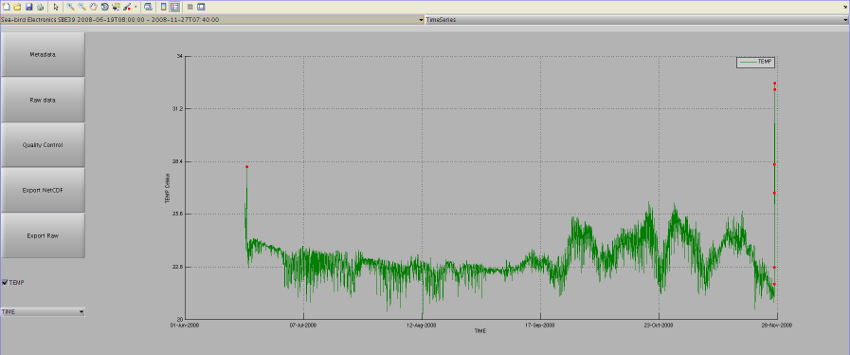 Sea-bird Electronics SBE39 2008-06-19T08:00:00 - 2008-11-27T07:40:00
TimeSeries
Metadata
Raw data
Quality Control
Export NetCDF
Export Raw
TEMP
TIME
TEMP
34
31.2
28.4
25.6
22.8
20
TEMP Celsius
01-Jun-2008
07-Jul-2008
12-Aug-2008
17-Sep-2008
23-Oct-2008
28-Nov-2008
TIME